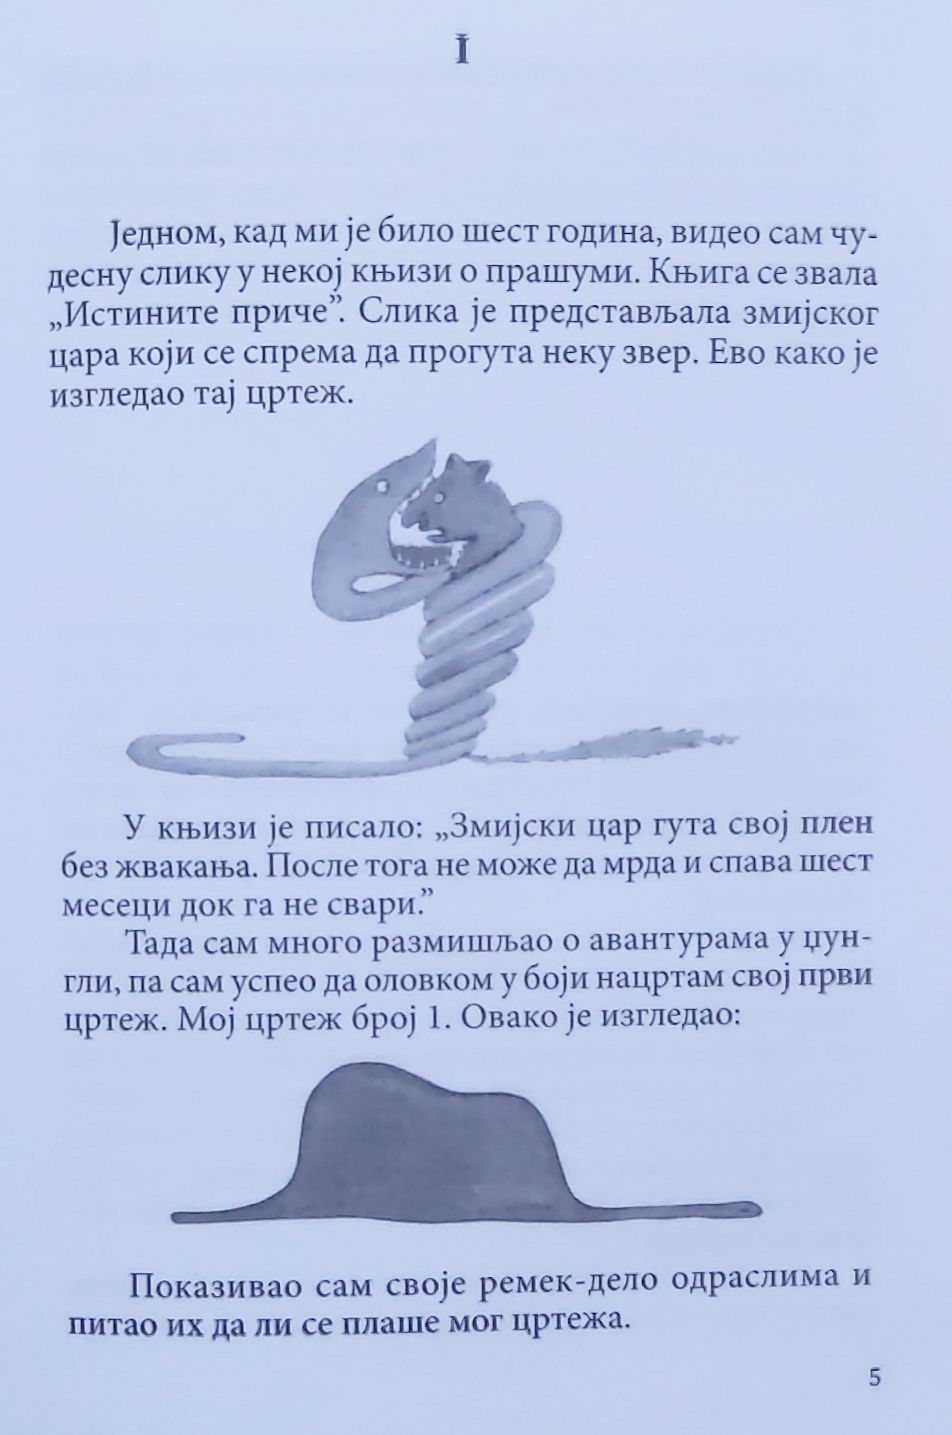 I
Једном, кад ми је било шест година, видео сам чу-
десну слику у некој књизи о прашуми. Књига се звала
„Истините приче”. Слика је представљала змијског
цара који се спрема да прогута неку звер. Ево како је
изгледао тај цртеж.
У књизи је писало: „Змијски цар гута свој плен
без жвакања. После тога не може да мрда и спава шест
месеци док га не свари.”
Тада сам много размишљао о авантурама у џун-
гли, па сам успео да оловком у боји нацртам свој први
цртеж. Мој цртеж број 1. Овако је изгледао:
Показивао сам своје ремек-дело одраслима и
питао их да ли се плаше мог цртежа.
5